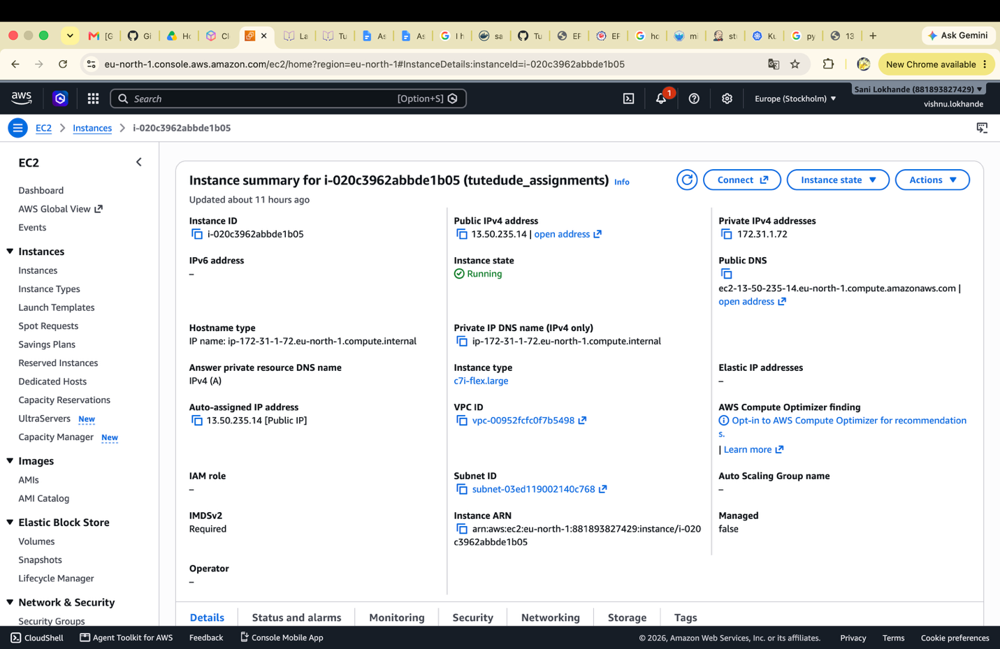 [G
Gi
Ho
Cl
La
Tu
As
As
I h
sa
Tu
EF
EF
ho
mi
stu
Ku
py
13
Ask Gemini
eu-north-1.console.aws.amazon.com/ec2/home?region=eu-north-1#InstanceDetails:instanceId=i-020c3962abbde1b05
New Chrome available
aws
Search
[Option+S]
1
Europe (Stockholm)
Sani Lokhande (881893827429)
vishnu.lokhande
EC2
Instances
i-020c3962abbde1b05
EC2
Dashboard
AWS Global View
Events
Instances
Instances
Instance Types
Launch Templates
Spot Requests
Savings Plans
Reserved Instances
Dedicated Hosts
Capacity Reservations
UltraServers New
Capacity Manager New
Images
AMIs
AMI Catalog
Elastic Block Store
Volumes
Snapshots
Lifecycle Manager
Network & Security
Security Groups
Instance summary for i-020c3962abbde1b05 (tutedude_assignments) Info
Updated about 11 hours ago
Connect
Instance state
Actions
Instance ID
i-020c3962abbde1b05
Public IPv4 address
13.50.235.14 | open address
Private IPv4 addresses
172.31.1.72
IPv6 address
–
Instance state
Running
Public DNS
ec2-13-50-235-14.eu-north-1.compute.amazonaws.com |
open address
Hostname type
IP name: ip-172-31-1-72.eu-north-1.compute.internal
Private IP DNS name (IPv4 only)
ip-172-31-1-72.eu-north-1.compute.internal
Answer private resource DNS name
IPv4 (A)
Instance type
c7i-flex.large
Elastic IP addresses
–
Auto-assigned IP address
13.50.235.14 [Public IP]
VPC ID
vpc-00952fcfc0f7b5498
AWS Compute Optimizer finding
Opt-in to AWS Compute Optimizer for recommendation
s.
| Learn more
IAM role
–
Subnet ID
subnet-03ed119002140c768
Auto Scaling Group name
–
IMDSv2
Required
Instance ARN
arn:aws:ec2:eu-north-1:881893827429:instance/i-020
c3962abbde1b05
Managed
false
Operator
–
Details
Status and alarms
Monitoring
Security
Networking
Storage
Tags
CloudShell
Agent Toolkit for AWS
Feedback
Console Mobile App
© 2026, Amazon Web Services, Inc. or its affiliates.
Privacy
Terms
Cookie preferences